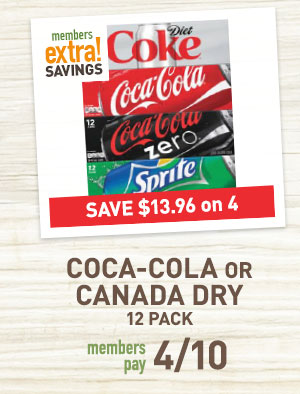 members
extra!
SAVINGS
Diet
Coke
Coca-Cola
12
Coca-Cola
zero
12
Sprite
SAVE $13.96 on 4
COCA-COLA OR
CANADA DRY
12 PACK
members
pay 4/10